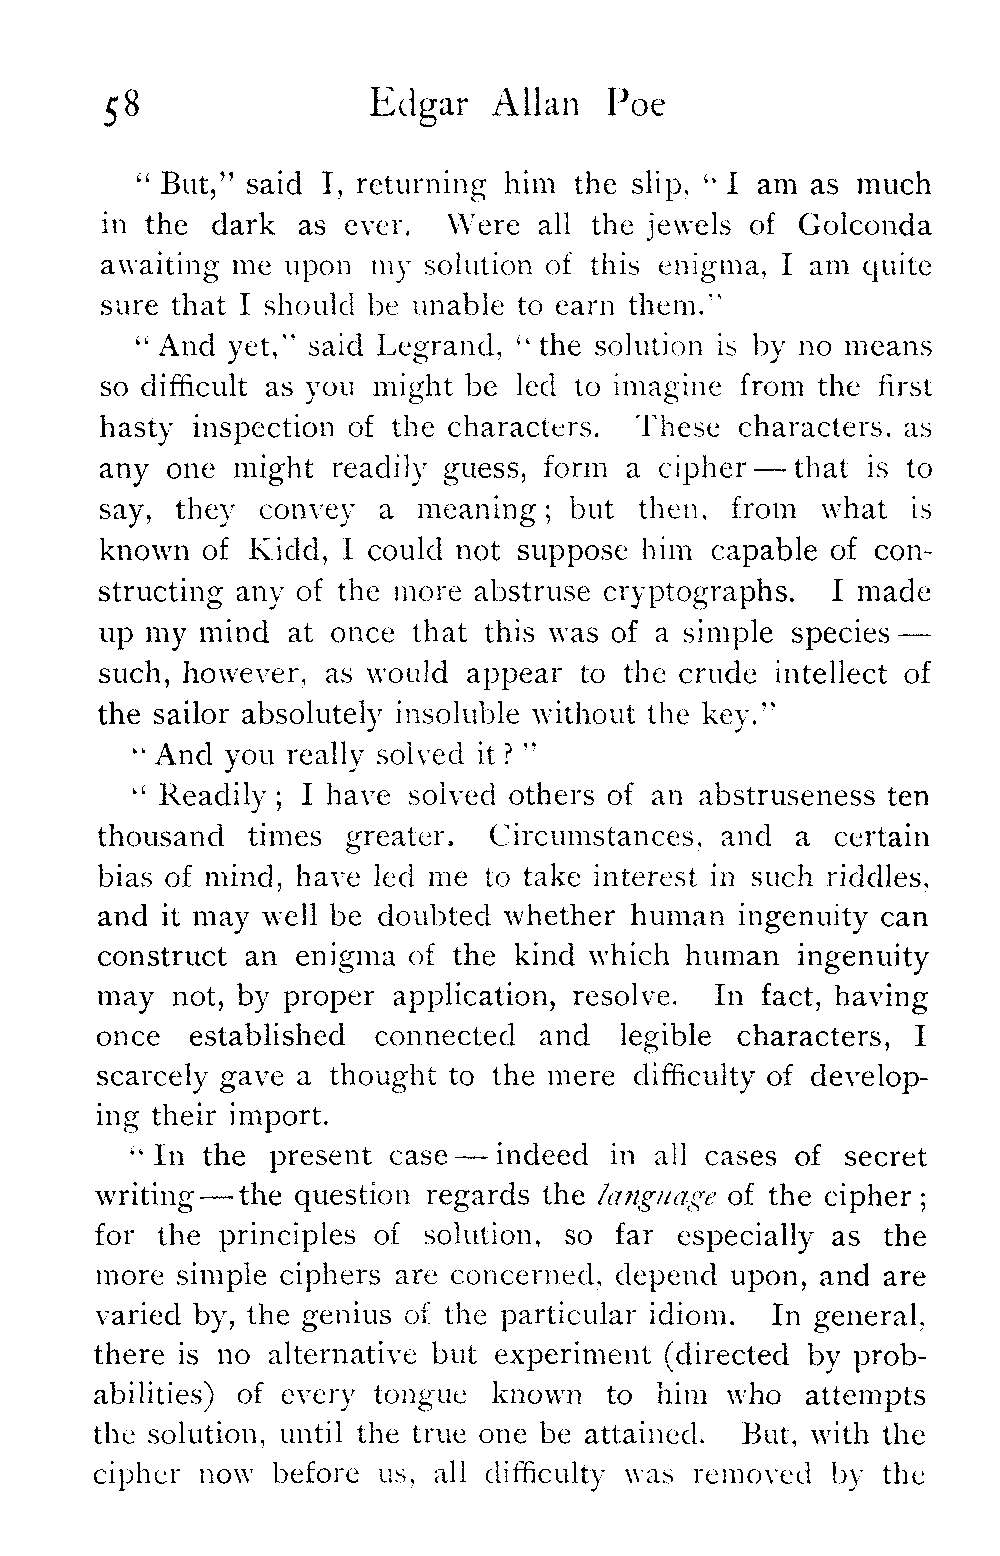 58 Edgar Allan Poe
“ But,” said I, returning him the slip, “ I am as much
in the dark as ever. Were all the jewels of Golconda
awaiting me upon my solution of this enigma, I am quite
sure that I should be unable to earn them.”
“ And yet,” said Legrand, “ the solution is by no means
so difficult as you might be led to imagine from the first
hasty inspection of the characters. These characters, as
any one might readily guess, form a cipher — that is to
say, they convey a meaning ; but then, from what is
known of Kidd, I could not suppose him capable of con-
structing any of the more abstruse cryptographs. I made
up my mind at once that this was of a simple species —
such, however, as would appear to the crude intellect of
the sailor absolutely insoluble without the key.”
“ And you really solved it ? ”
“ Readily ; I have solved others of an abstruseness ten
thousand times greater. Circumstances, and a certain
bias of mind, have led me to take interest in such riddles,
and it may well be doubted whether human ingenuity can
construct an enigma of the kind which human ingenuity
may not, by proper application, resolve. In fact, having
once established connected and legible characters, I
scarcely gave a thought to the mere difficulty of develop-
ing their import.
“ In the present case — indeed in all cases of secret
writing — the question regards the language of the cipher ;
for the principles of solution, so far especially as the
more simple ciphers are concerned, depend upon, and are
varied by, the genius of the particular idiom. In general,
there is no alternative but experiment (directed by prob-
abilities) of every tongue known to him who attempts
the solution, until the true one be attained. But, with the
cipher now before us, all difficulty was removed by the